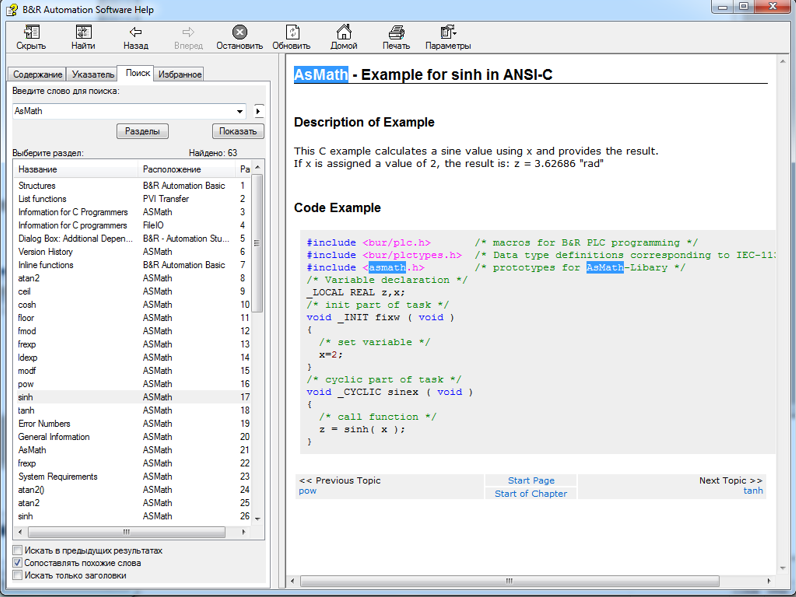 B&R Automation Software Help
Скрыть Найти Назад Вперед Остановить Обновить Домой Печать Параметры
Содержание Указатель Поиск Избранное
Введите слово для поиска:
AsMath
Разделы Показать
Выберите раздел: Найдено: 63
Название Расположение Ра
Structures B&R Automation Basic 1
List functions PVI Transfer 2
Information for C Programmers ASMath 3
Information for C programmers FileIO 4
Dialog Box: Additional Depen... B&R - Automation Stu... 5
Version History ASMath 6
Inline functions B&R Automation Basic 7
atan2 ASMath 8
ceil ASMath 9
cosh ASMath 10
floor ASMath 11
fmod ASMath 12
frexp ASMath 13
ldexp ASMath 14
modf ASMath 15
pow ASMath 16
sinh ASMath 17
tanh ASMath 18
Error Numbers ASMath 19
General Information ASMath 20
AsMath ASMath 21
frexp ASMath 22
System Requirements ASMath 23
atan2() ASMath 24
atan2 ASMath 25
sinh ASMath 26
Искать в предыдущих результатах
Сопоставлять похожие слова
Искать только заголовки
AsMath - Example for sinh in ANSI-C
Description of Example
This C example calculates a sine value using x and provides the result.
If x is assigned a value of 2, the result is: z = 3.62686 "rad"
Code Example
#include <bur/plc.h> /* macros for B&R PLC programming */
#include <bur/plctypes.h> /* Data type definitions corresponding to IEC-113
#include <asmath.h> /* prototypes for AsMath-Libary */
/* Variable declaration */
_LOCAL REAL z,x;
/* init part of task */
void _INIT fixw ( void )
{
/* set variable */
x=2;
}
/* cyclic part of task */
void _CYCLIC sinex ( void )
{
/* call function */
z = sinh( x );
}
<< Previous Topic Start Page Next Topic >>
pow Start of Chapter tanh